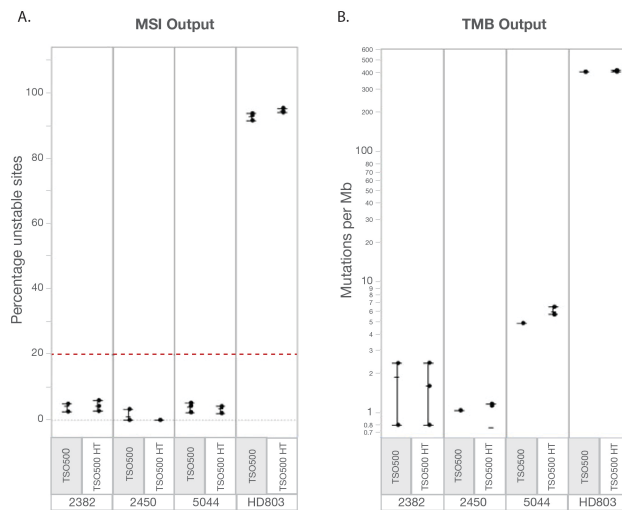 A.
MSI Output
Percentage unstable sites
100
80
60
40
20
0
TSO500
TSO500 HT
TSO500
TSO500 HT
TSO500
TSO500 HT
TSO500
TSO500 HT
2382
2450
5044
HD803
B.
TMB Output
Mutations per Mb
600
500
400
300
200
100
80
70
60
50
40
30
20
10
9
8
7
6
5
4
3
2
1
0.8
0.7
TSO500
TSO500 HT
TSO500
TSO500 HT
TSO500
TSO500 HT
TSO500
TSO500 HT
2382
2450
5044
HD803